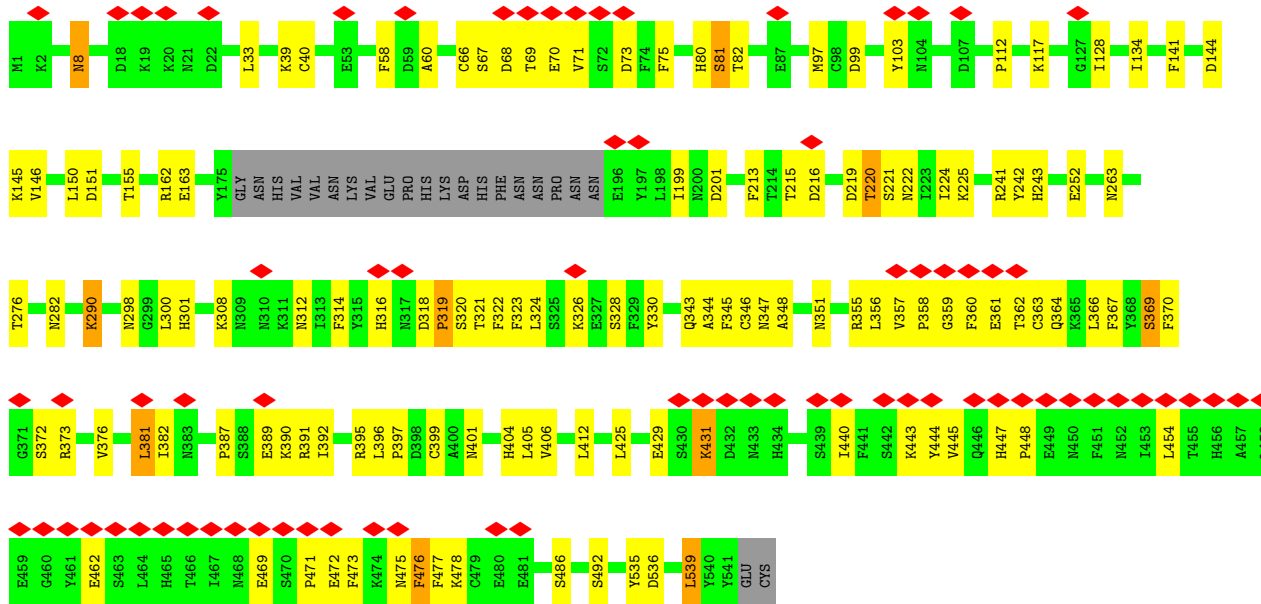 M1 K2 N8 D18 K19 K20 N21 D22 L33 K39 C40 E53 F58 D59 A60 C66 S67 D68 T69 E70 V71 S72 D73 F74 F75 H80 S81 T82 E87 M97 C98 D99 Y103 N104 D107 P112 K117 G127 I128 I134 F141 D144
K145 V146 L150 D151 T155 R162 E163 Y175 GLY ASN HIS VAL VAL ASN LYS VAL GLU PRO HIS LYS ASP HIS PHE ASN ASN PRO ASN ASN E196 Y197 L198 I199 N200 D201 F213 T214 T215 D216 D219 T220 S221 N222 I223 I224 K225 R241 Y242 H243 E252 N263
T276 N282 K290 N298 G299 L300 H301 K308 N309 N310 K311 N312 I313 F314 Y315 H316 N317 D318 P319 S320 T321 F322 F323 L324 S325 K326 E327 S328 F329 Y330 Q343 A344 F345 C346 N347 A348 N351 R355 L356 V357 P358 G359 F360 E361 T362 C363 Q364 K365 L366 F367 Y368 S369 F370
G371 S372 R373 V376 L381 I382 N383 P387 S388 E389 K390 R391 I392 R395 L396 P397 D398 C399 A400 N401 H404 L405 V406 L412 L425 E429 S430 K431 D432 N433 H434 S439 I440 F441 S442 K443 Y444 V445 Q446 H447 P448 E449 N450 F451 N452 I453 L454 T455 H456 A457
E459 G460 Y461 E462 S463 L464 H465 T466 I467 N468 E469 S470 P471 E472 F473 K474 N475 F476 F477 K478 C479 E480 E481 S486 S492 Y535 D536 L539 Y540 Y541 GLU CYS